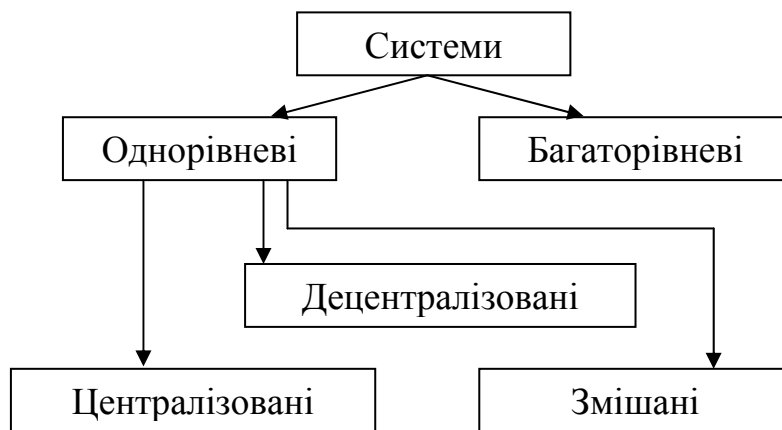 Системи
Однорівневі
Багаторівневі
Децентралізовані
Централізовані
Змішані